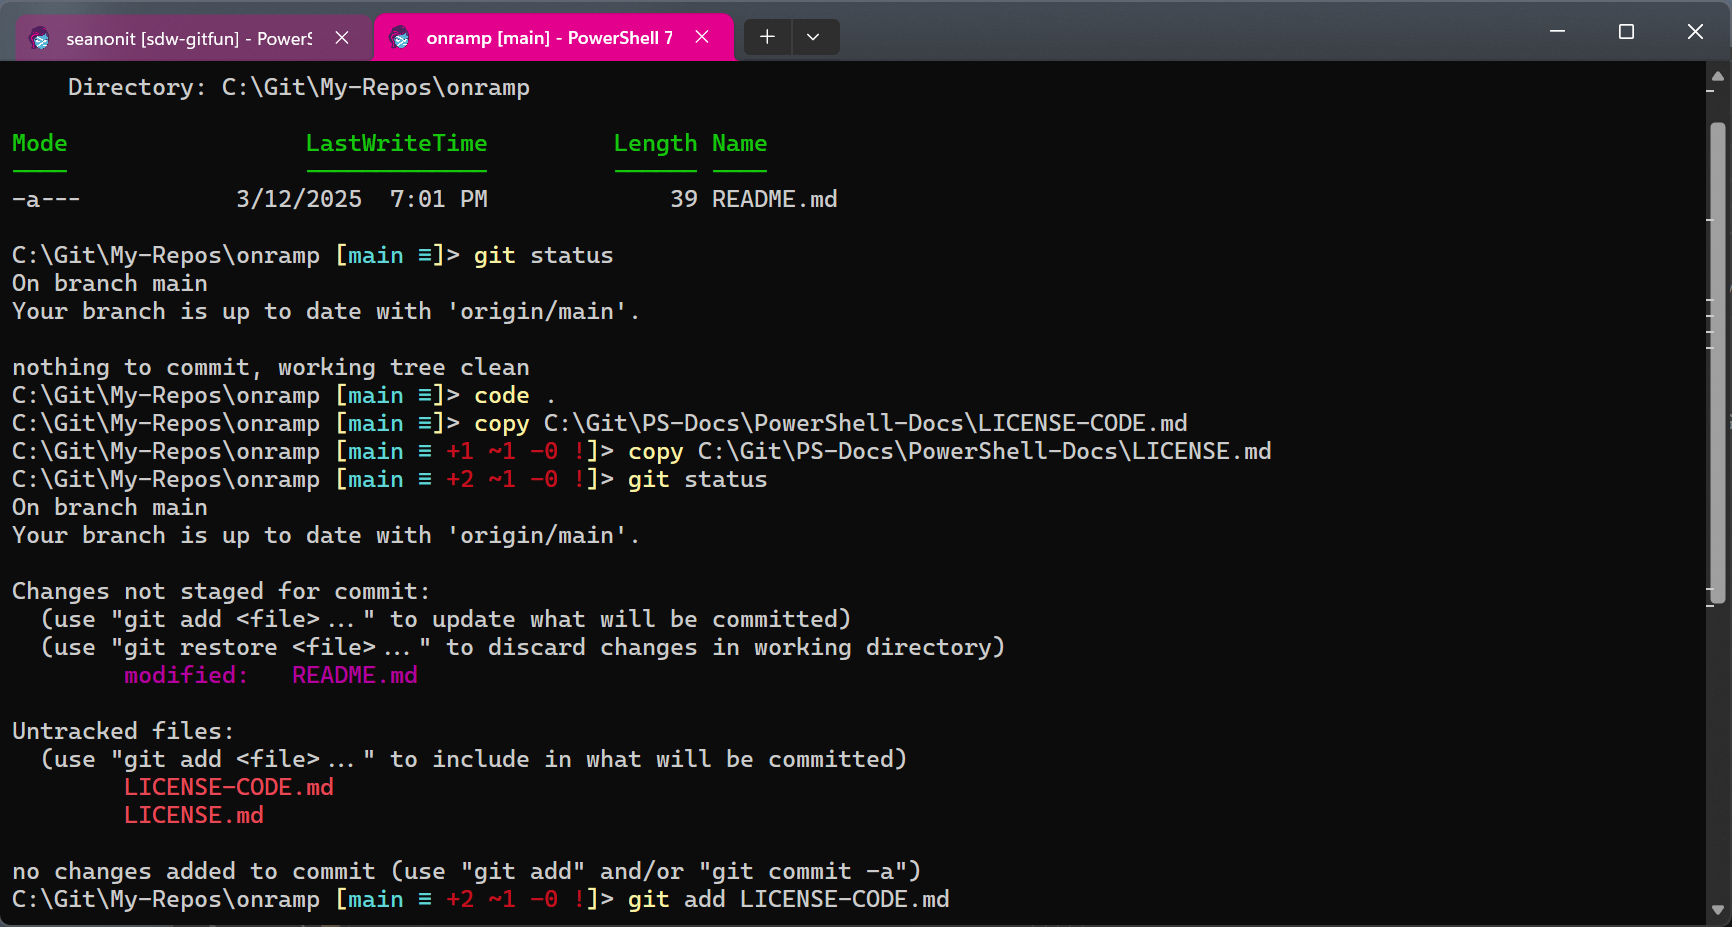 seanonit [sdw-gitfun] - PowerS
onramp [main] - PowerShell 7
Directory: C:\Git\My-Repos\onramp
Mode LastWriteTime Length Name
-a--- 3/12/2025 7:01 PM 39 README.md
C:\Git\My-Repos\onramp [main ≡]> git status
On branch main
Your branch is up to date with 'origin/main'.
nothing to commit, working tree clean
C:\Git\My-Repos\onramp [main ≡]> code .
C:\Git\My-Repos\onramp [main ≡]> copy C:\Git\PS-Docs\PowerShell-Docs\LICENSE-CODE.md
C:\Git\My-Repos\onramp [main ≡ +1 ~1 -0 !]> copy C:\Git\PS-Docs\PowerShell-Docs\LICENSE.md
C:\Git\My-Repos\onramp [main ≡ +2 ~1 -0 !]> git status
On branch main
Your branch is up to date with 'origin/main'.
Changes not staged for commit:
(use "git add <file>..." to update what will be committed)
(use "git restore <file>..." to discard changes in working directory)
modified: README.md
Untracked files:
(use "git add <file>..." to include in what will be committed)
LICENSE-CODE.md
LICENSE.md
no changes added to commit (use "git add" and/or "git commit -a")
C:\Git\My-Repos\onramp [main ≡ +2 ~1 -0 !]> git add LICENSE-CODE.md